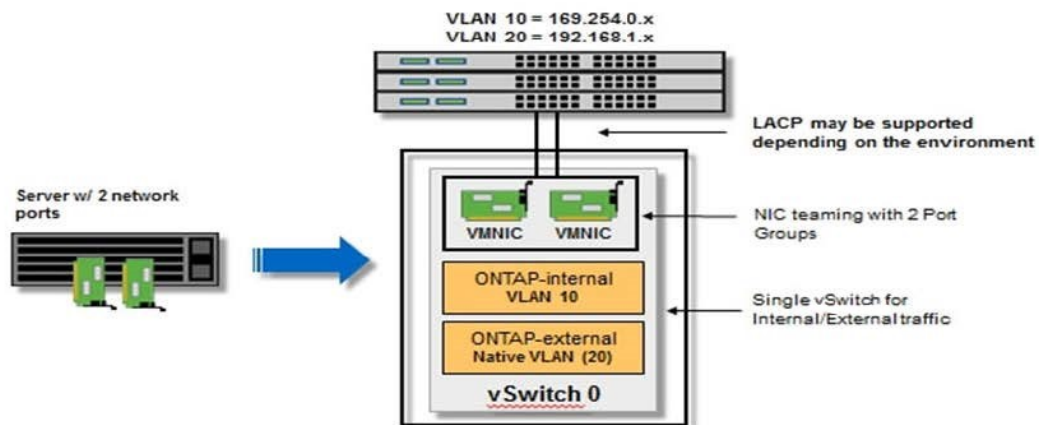 VLAN 10 = 169.254.0.x
VLAN 20 = 192.168.1.x
LACP may be supported
depending on the environment
Server w/ 2 network
ports
VMNIC
VMNIC
NIC teaming with 2 Port
Groups
ONTAP-internal
VLAN 10
Single vSwitch for
Internal/External traffic
ONTAP-external
Native VLAN (20)
vSwitch 0